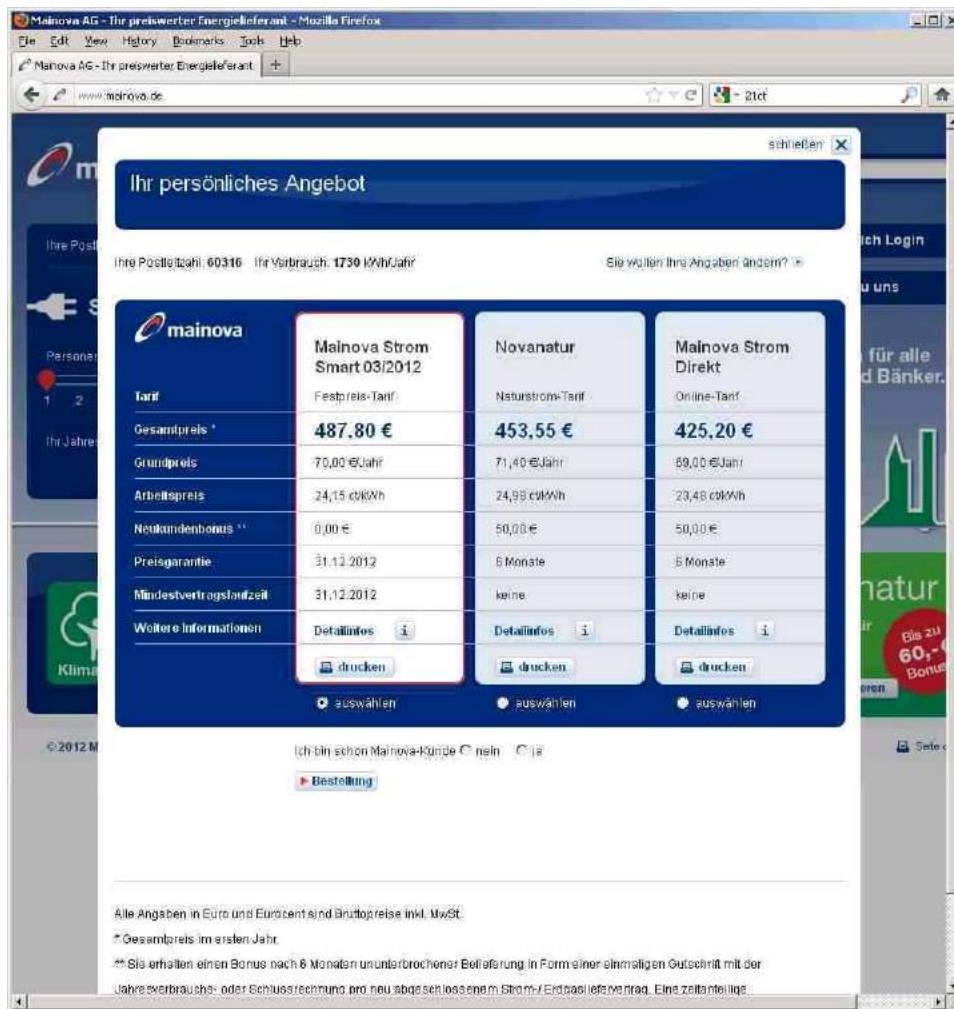 Mainova AG - Ihr preiswerter Energielieferant - Mozilla Firefox
File Edit View History Bookmarks Tools Help
Mainova AG - Ihr preiswerter Energielieferant +
www.mainova.de 21ct
schließen X
Ihr persönliches Angebot
Ihre Postleitzahl: 60316 Ihr Verbrauch: 1730 kWh/Jahr Sie wollen Ihre Angaben ändern?
mainova
Mainova Strom Smart 03/2012 Novanatur Mainova Strom Direkt
Tarif Festpreis-Tarif Naturstrom-Tarif Online-Tarif
Gesamtpreis * 487,80 € 453,55 € 425,20 €
Grundpreis 70,00 €/Jahr 71,40 €/Jahr 69,00 €/Jahr
Arbeitspreis 24,15 ct/kWh 24,98 ct/kWh 23,48 ct/kWh
Neukundenbonus ** 0,00 € 50,00 € 50,00 €
Preisgarantie 31.12.2012 6 Monate 6 Monate
Mindestvertragslaufzeit 31.12.2012 keine keine
Weitere Informationen Detailinfos i Detailinfos i Detailinfos i
drucken drucken drucken
auswählen auswählen auswählen
Ich bin schon Mainova-Kunde nein ja
Bestellung
Alle Angaben in Euro und Eurocent sind Bruttopreise inkl. MwSt.
* Gesamtpreis im ersten Jahr
** Sie erhalten einen Bonus nach 6 Monaten ununterbrochener Belieferung in Form einer einmaligen Gutschrift mit der
Jahresverbrauchs- oder Schlussrechnung pro neu abgeschlossenem Strom-/ Erdgasliefervertrag. Eine zeitanteilige
m
Ihre Postl
S
Personen
1 2
Ihr Jahre
Klima
© 2012 M
ich Login
u uns
für alle
d Bänker.
natur
Bis zu
60,- €
Bonus
Seite